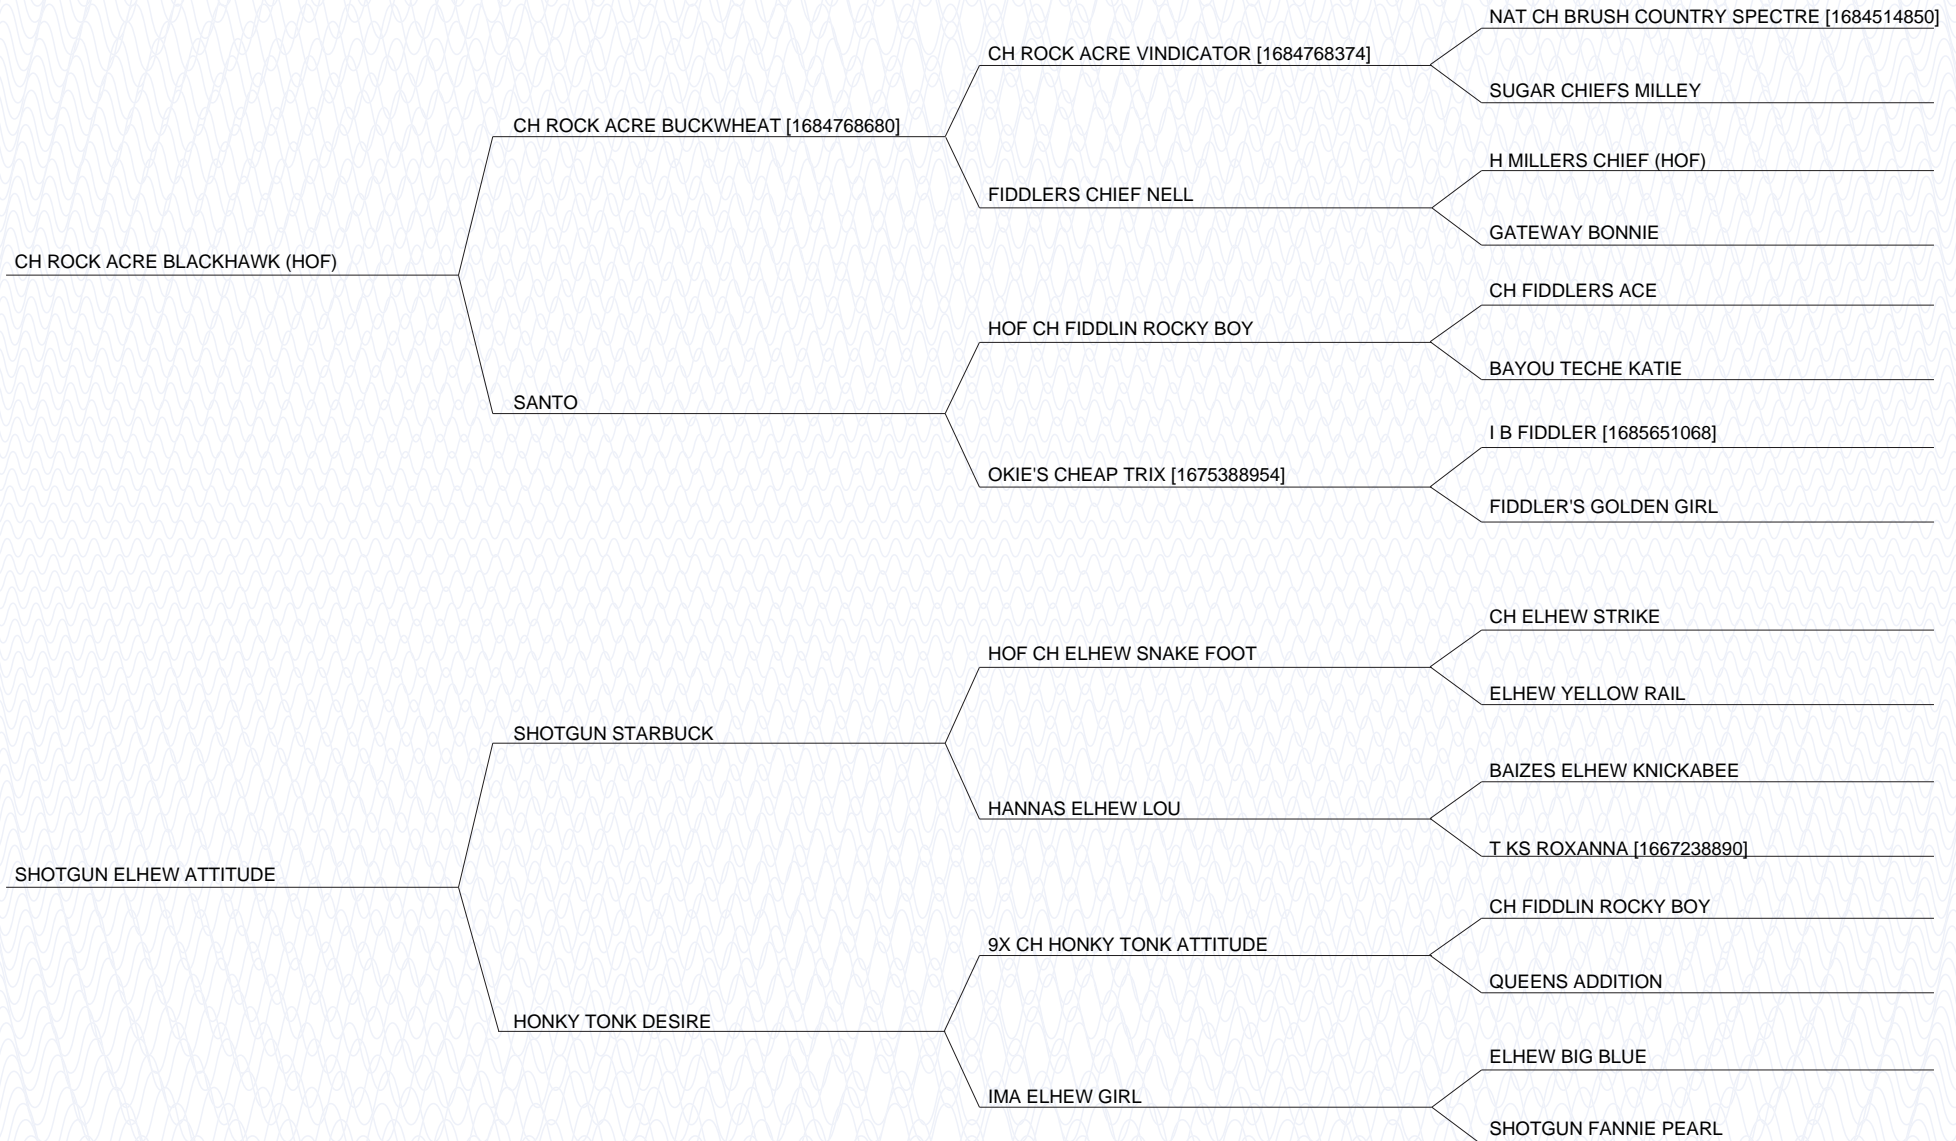 NAT CH BRUSH COUNTRY SPECTRE [1684514850]
CH ROCK ACRE VINDICATOR [1684768374]
SUGAR CHIEFS MILLEY
CH ROCK ACRE BUCKWHEAT [1684768680]
H MILLERS CHIEF (HOF)
FIDDLERS CHIEF NELL
GATEWAY BONNIE
CH ROCK ACRE BLACKHAWK (HOF)
CH FIDDLERS ACE
HOF CH FIDDLIN ROCKY BOY
BAYOU TECHE KATIE
SANTO
I B FIDDLER [1685651068]
OKIE'S CHEAP TRIX [1675388954]
FIDDLER'S GOLDEN GIRL
CH ELHEW STRIKE
HOF CH ELHEW SNAKE FOOT
ELHEW YELLOW RAIL
SHOTGUN STARBUCK
BAIZES ELHEW KNICKABEE
HANNAS ELHEW LOU
T KS ROXANNA [1667238890]
SHOTGUN ELHEW ATTITUDE
CH FIDDLIN ROCKY BOY
9X CH HONKY TONK ATTITUDE
QUEENS ADDITION
HONKY TONK DESIRE
ELHEW BIG BLUE
IMA ELHEW GIRL
SHOTGUN FANNIE PEARL